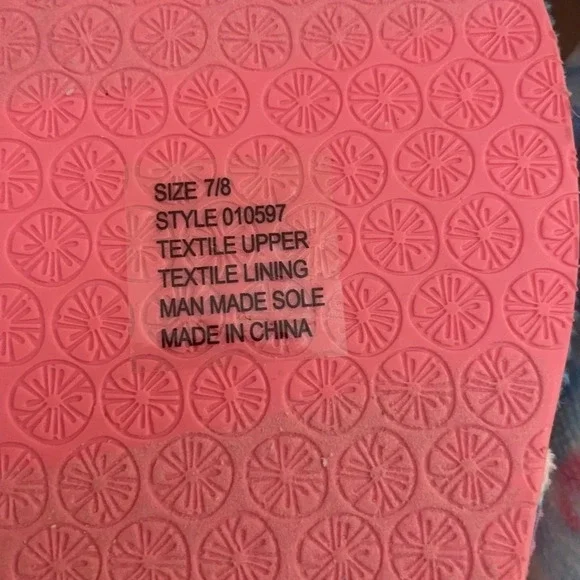 SIZE 7/8
STYLE 010597
TEXTILE UPPER
TEXTILE LINING
MAN MADE SOLE
MADE IN CHINA